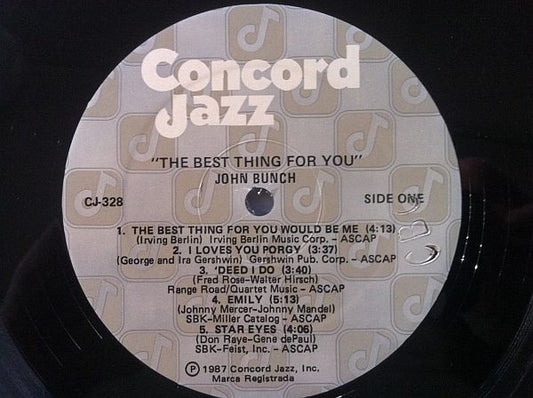 Concord
Jazz
"THE BEST THING FOR YOU"
JOHN BUNCH
CJ-328
SIDE ONE
1. THE BEST THING FOR YOU WOULD BE ME (4:13)
(Irving Berlin) Irving Berlin Music Corp. – ASCAP
2. I LOVES YOU PORGY (3:37)
(George and Ira Gershwin) Gershwin Pub. Corp. – ASCAP
3. 'DEED I DO (3:40)
(Fred Rose-Walter Hirsch)
Range Road/Quartet Music – ASCAP
4. EMILY (5:13)
(Johnny Mercer-Johnny Mandel)
SBK-Miller Catalog – ASCAP
5. STAR EYES (4:06)
(Don Raye-Gene dePaul)
SBK-Feist, Inc. – ASCAP
℗ 1987 Concord Jazz, Inc.
Marca Registrada